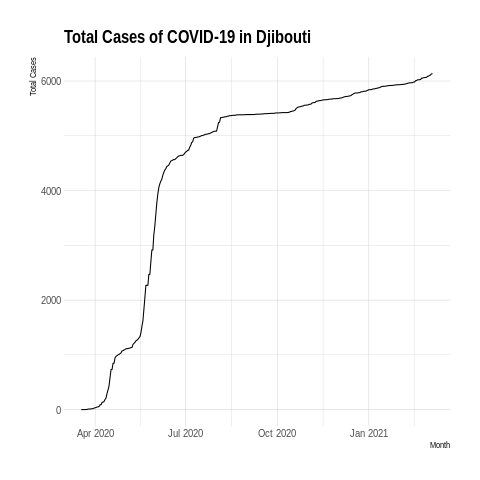 Total Cases of COVID-19 in Djibouti
Total Cases
6000
4000
2000
0
Apr 2020 Jul 2020 Oct 2020 Jan 2021
Month